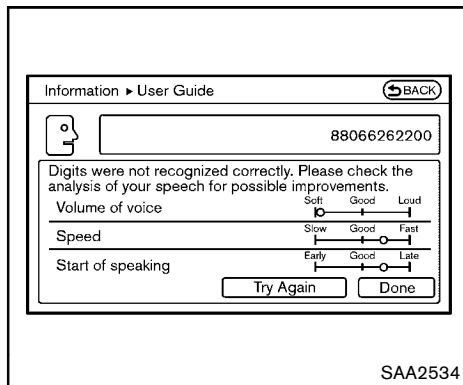 Information ▶ User Guide
BACK
88066262200
Digits were not recognized correctly. Please check the
analysis of your speech for possible improvements.
Volume of voice
Soft Good Loud
Speed
Slow Good Fast
Start of speaking
Early Good Late
Try Again
Done
SAA2534